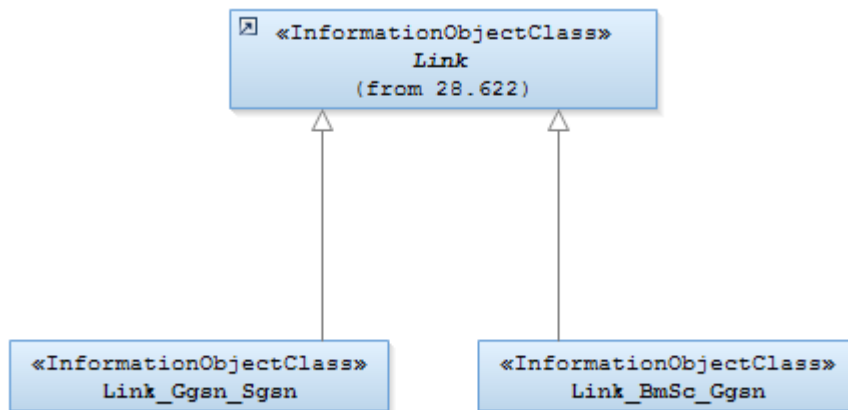 «InformationObjectClass»
Link
(from 28.622)
«InformationObjectClass»
Link_Ggsn_Sgsn
«InformationObjectClass»
Link_BmSc_Ggsn